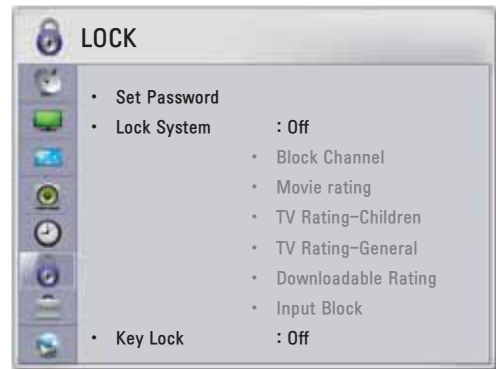 LOCK
• Set Password
• Lock System : Off
• Block Channel
• Movie rating
• TV Rating-Children
• TV Rating-General
• Downloadable Rating
• Input Block
• Key Lock : Off